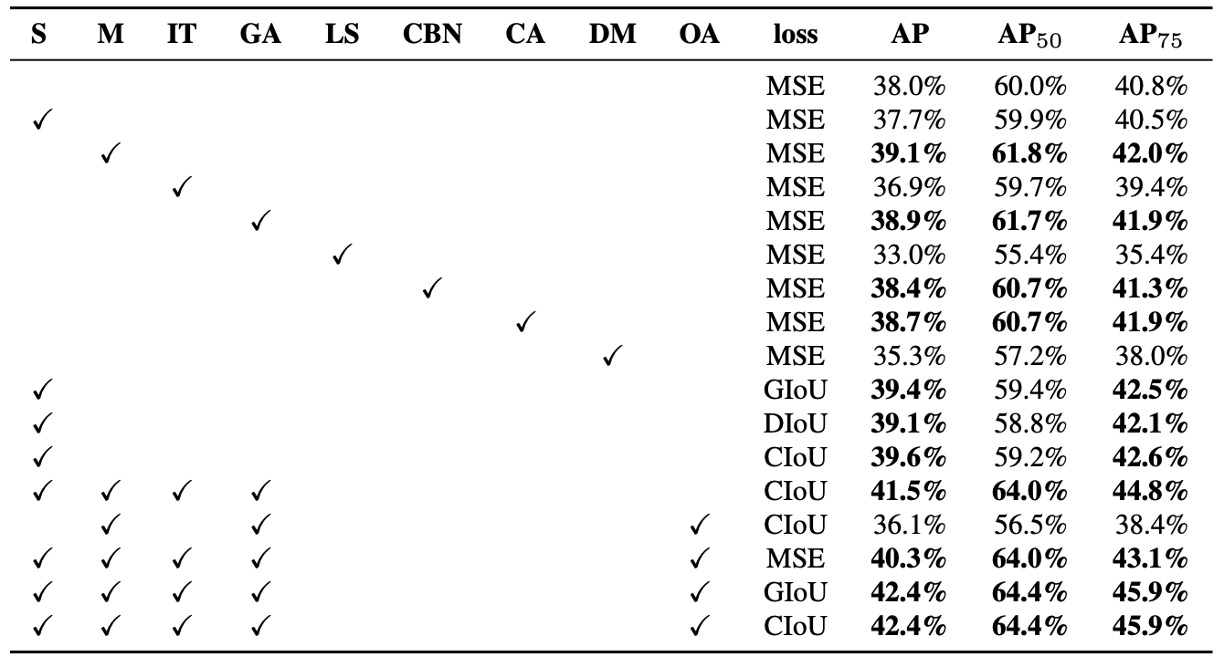 S M IT GA LS CBN CA DM OA loss AP AP50 AP75
MSE 38.0% 60.0% 40.8%
✓ MSE 37.7% 59.9% 40.5%
✓ MSE 39.1% 61.8% 42.0%
✓ MSE 36.9% 59.7% 39.4%
✓ MSE 38.9% 61.7% 41.9%
✓ MSE 33.0% 55.4% 35.4%
✓ MSE 38.4% 60.7% 41.3%
✓ MSE 38.7% 60.7% 41.9%
✓ MSE 35.3% 57.2% 38.0%
✓ GIoU 39.4% 59.4% 42.5%
✓ DIoU 39.1% 58.8% 42.1%
✓ CIoU 39.6% 59.2% 42.6%
✓ ✓ ✓ ✓ CIoU 41.5% 64.0% 44.8%
✓ ✓ ✓ CIoU 36.1% 56.5% 38.4%
✓ ✓ ✓ ✓ ✓ MSE 40.3% 64.0% 43.1%
✓ ✓ ✓ ✓ ✓ GIoU 42.4% 64.4% 45.9%
✓ ✓ ✓ ✓ ✓ CIoU 42.4% 64.4% 45.9%